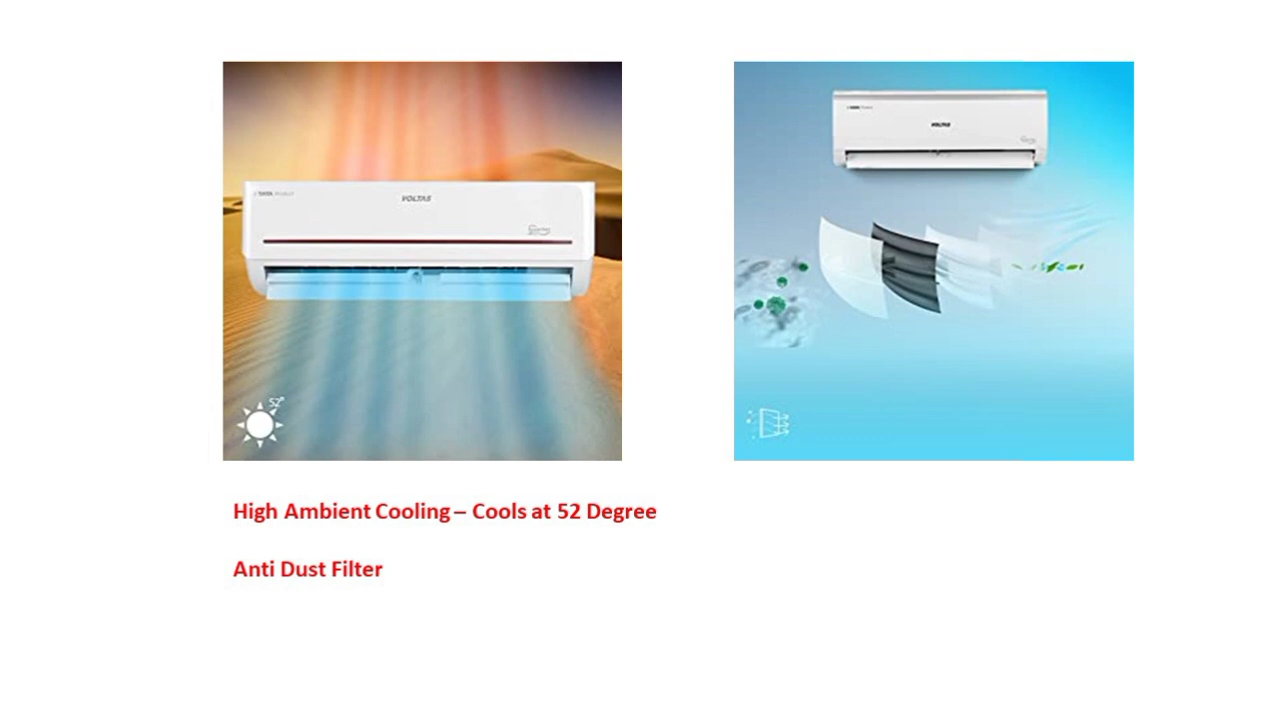 VOLTAS
VOLTAS
52°
High Ambient Cooling – Cools at 52 Degree
Anti Dust Filter